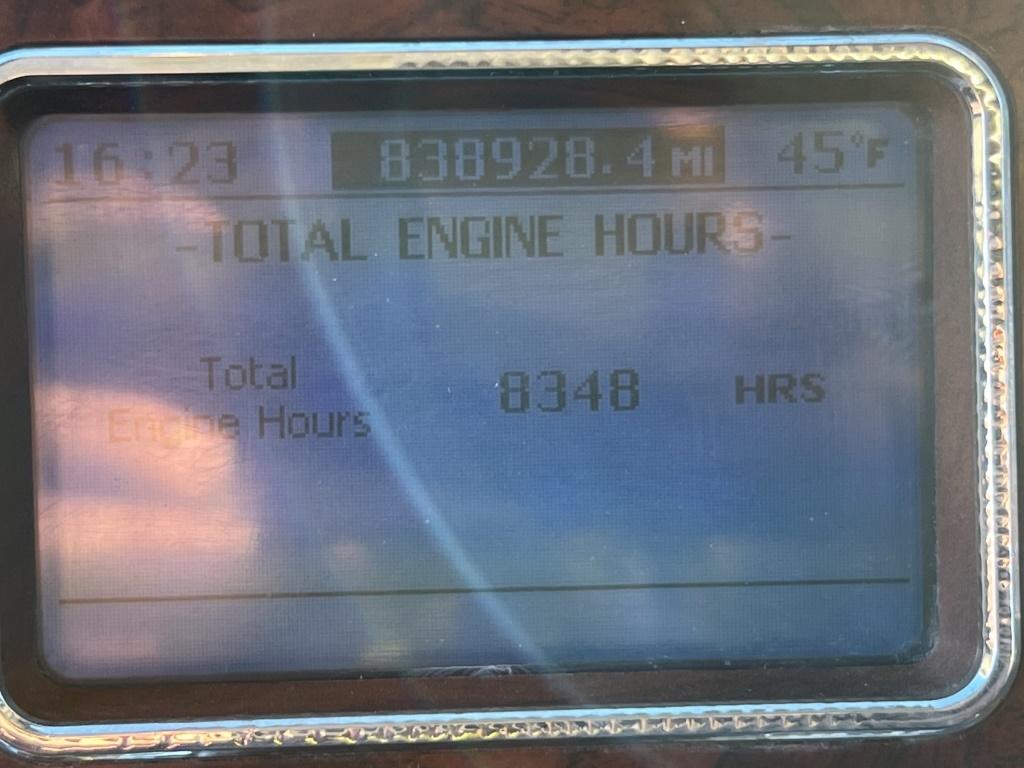 16:23 838928.4 MI 45°F
-TOTAL ENGINE HOURS-
Total
Engine Hours 8348 HRS